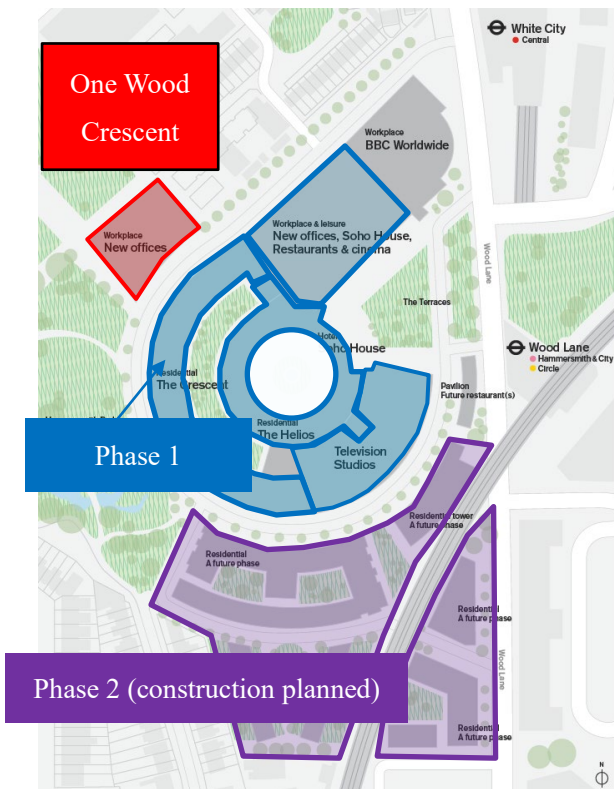 One Wood
Crescent
White City
Central
Workplace
BBC Worldwide
Workplace
New offices
Workplace & leisure
New offices, Soho House,
Restaurants & cinema
Wood Lane
The Terraces
Hotel
Soho House
Wood Lane
Hammersmith & City
Circle
Residential
The Crescent
Pavilion
Future restaurant(s)
Residential
The Helios
Phase 1
Television
Studios
Residential tower
A future phase
Residential
A future phase
Residential
A future phase
Wood Lane
Phase 2 (construction planned)
Residential
A future phase
N